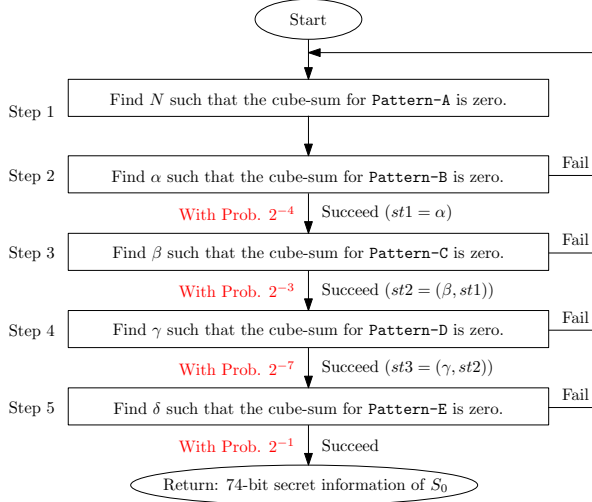 Start
Step 1
Find N such that the cube-sum for Pattern-A is zero.
Step 2
Find α such that the cube-sum for Pattern-B is zero.
Fail
With Prob. 2⁻⁴
Succeed (st1 = α)
Step 3
Find β such that the cube-sum for Pattern-C is zero.
Fail
With Prob. 2⁻³
Succeed (st2 = (β, st1))
Step 4
Find γ such that the cube-sum for Pattern-D is zero.
Fail
With Prob. 2⁻⁷
Succeed (st3 = (γ, st2))
Step 5
Find δ such that the cube-sum for Pattern-E is zero.
Fail
With Prob. 2⁻¹
Succeed
Return: 74-bit secret information of S₀